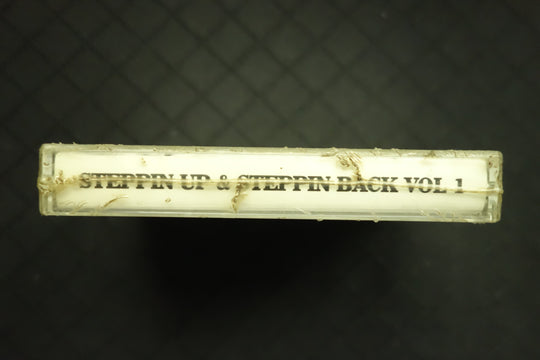 STEPPIN UP & STEPPIN BACK VOL 1